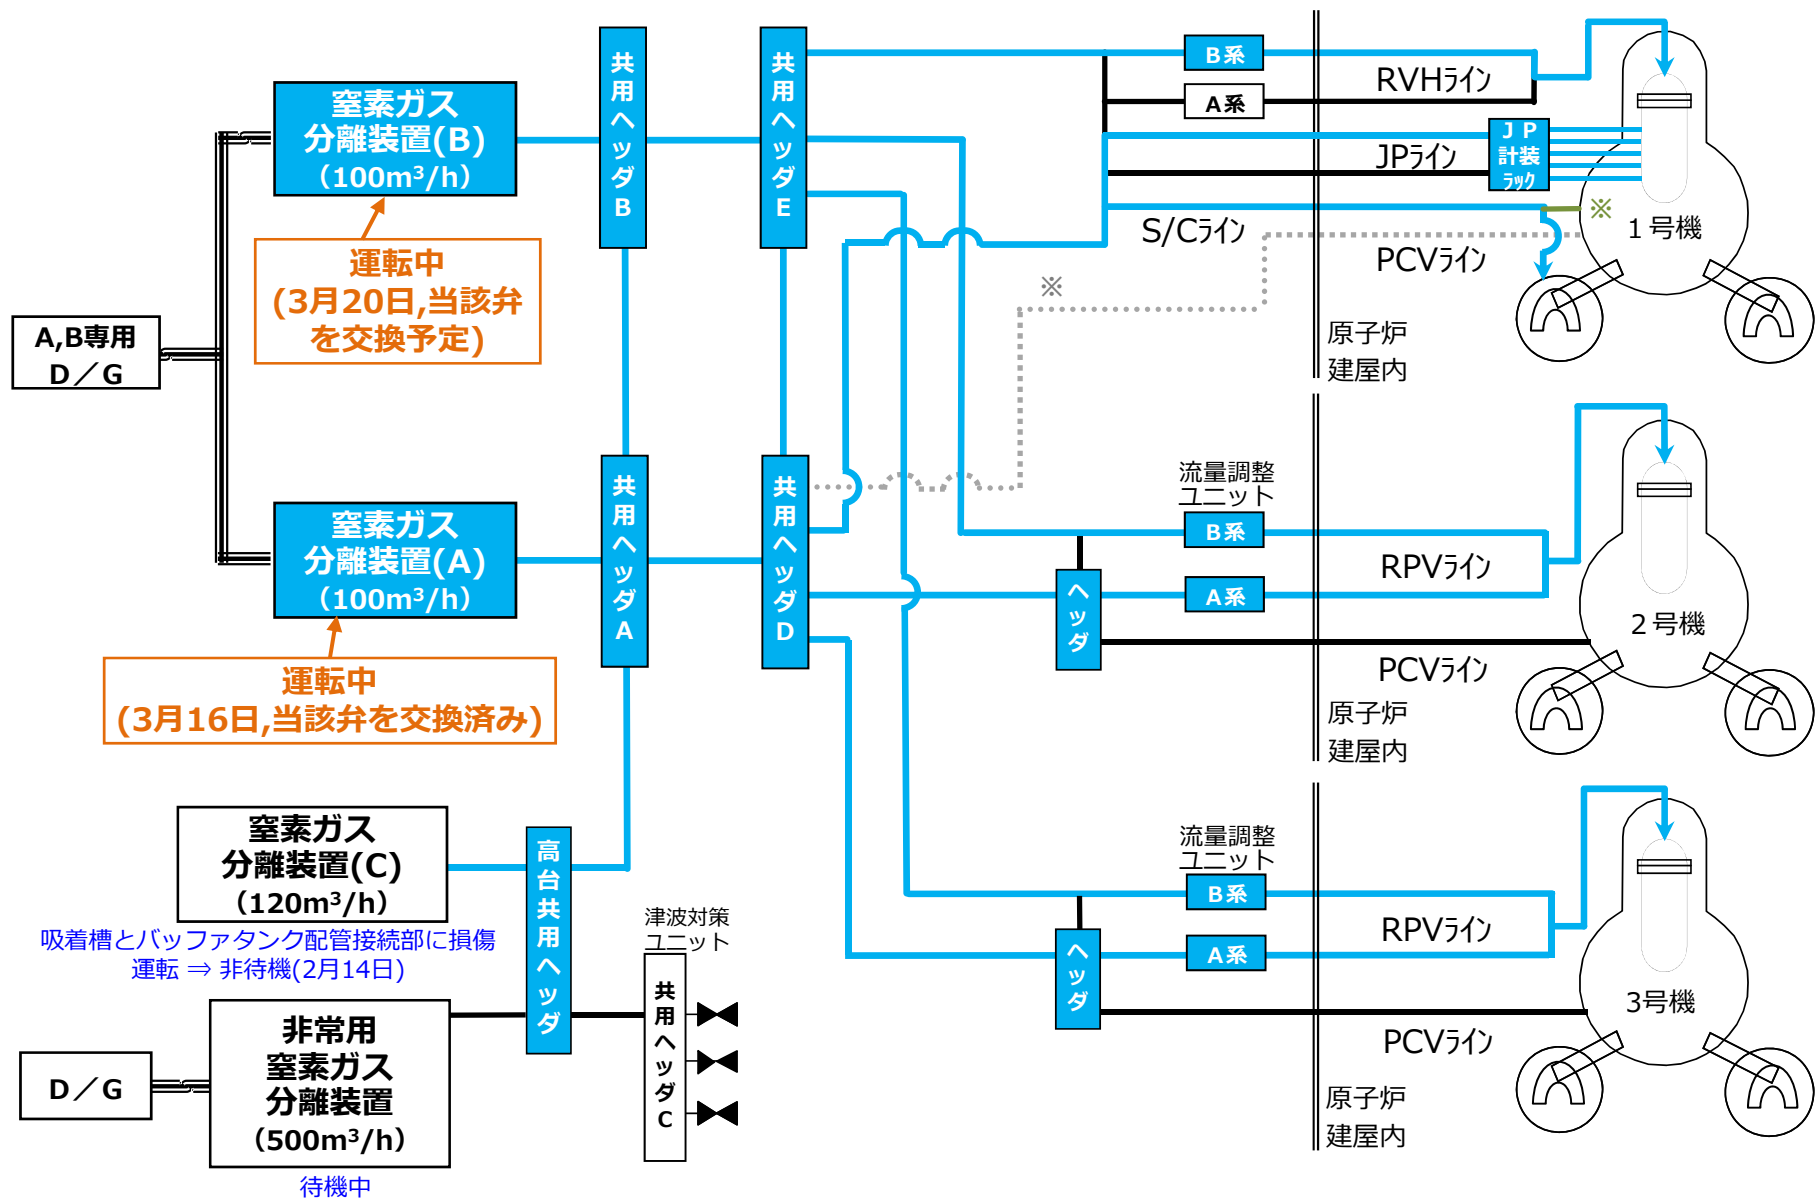 窒素ガス
分離装置(B)
（100m³/h）
運転中
(3月20日,当該弁
を交換予定)
A,B専用
D／G
窒素ガス
分離装置(A)
（100m³/h）
運転中
(3月16日,当該弁を交換済み)
窒素ガス
分離装置(C)
（120m³/h）
吸着槽とバッファタンク配管接続部に損傷
運転 ⇒ 非待機(2月14日)
D／G
非常用
窒素ガス
分離装置
（500m³/h）
待機中
共用ヘッダB
共用ヘッダA
高台共用ヘッダ
津波対策
ユニット
共用ヘッダC
共用ヘッダE
共用ヘッダD
※
B系
A系
RVHライン
JPライン
JP
計装
ラック
S/Cライン
PCVライン
※
1号機
原子炉
建屋内
流量調整
ユニット
B系
A系
ヘッダ
RPVライン
PCVライン
2号機
原子炉
建屋内
流量調整
ユニット
B系
A系
ヘッダ
RPVライン
PCVライン
3号機
原子炉
建屋内